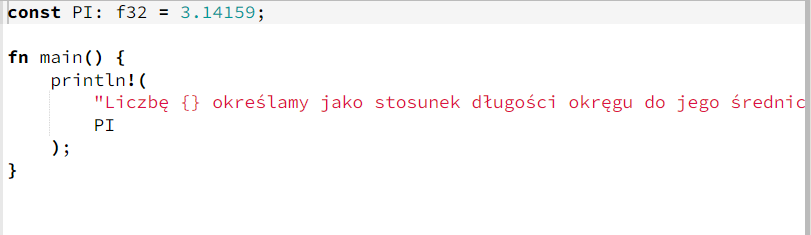 const PI: f32 = 3.14159;
fn main() {
println!(
"Liczbę {} określamy jako stosunek długości okręgu do jego średnic
PI
);
}